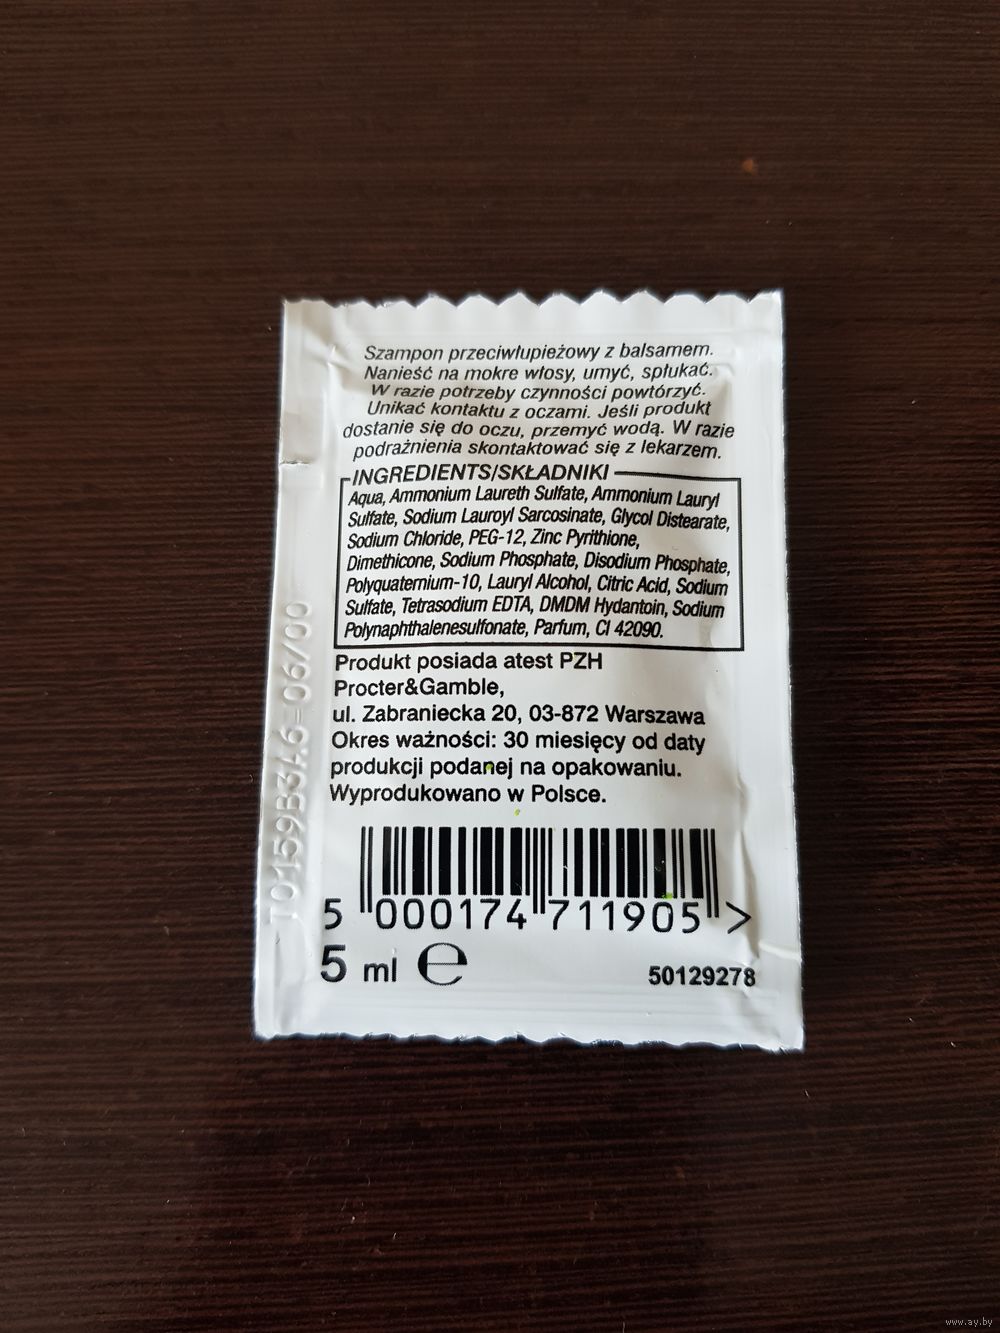 Szampon przeciwłupieżowy z balsamem.
Nanieść na mokre włosy, umyć, spłukać.
W razie potrzeby czynności powtórzyć.
Unikać kontaktu z oczami. Jeśli produkt
dostanie się do oczu, przemyć wodą. W razie
podrażnienia skontaktować się z lekarzem.
INGREDIENTS/SKŁADNIKI
Aqua, Ammonium Laureth Sulfate, Ammonium Lauryl
Sulfate, Sodium Lauroyl Sarcosinate, Glycol Distearate,
Sodium Chloride, PEG-12, Zinc Pyrithione,
Dimethicone, Sodium Phosphate, Disodium Phosphate,
Polyquaternium-10, Lauryl Alcohol, Citric Acid, Sodium
Sulfate, Tetrasodium EDTA, DMDM Hydantoin, Sodium
Polynaphthalenesulfonate, Parfum, CI 42090.
Produkt posiada atest PZH
Procter&Gamble,
ul. Zabraniecka 20, 03-872 Warszawa
Okres ważności: 30 miesięcy od daty
produkcji podanej na opakowaniu.
Wyprodukowano w Polsce.
5 000174 711905 >
5 ml e
50129278
06/00
www.ay.by